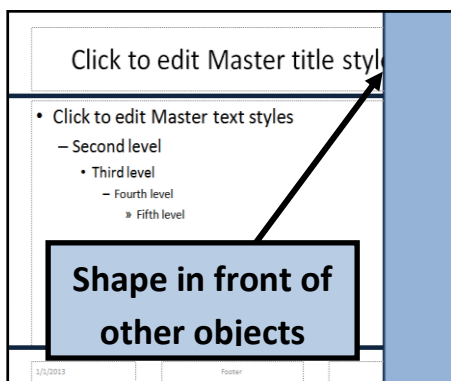 Click to edit Master title style
• Click to edit Master text styles
– Second level
• Third level
– Fourth level
» Fifth level
Shape in front of
other objects
1/1/2013 Footer